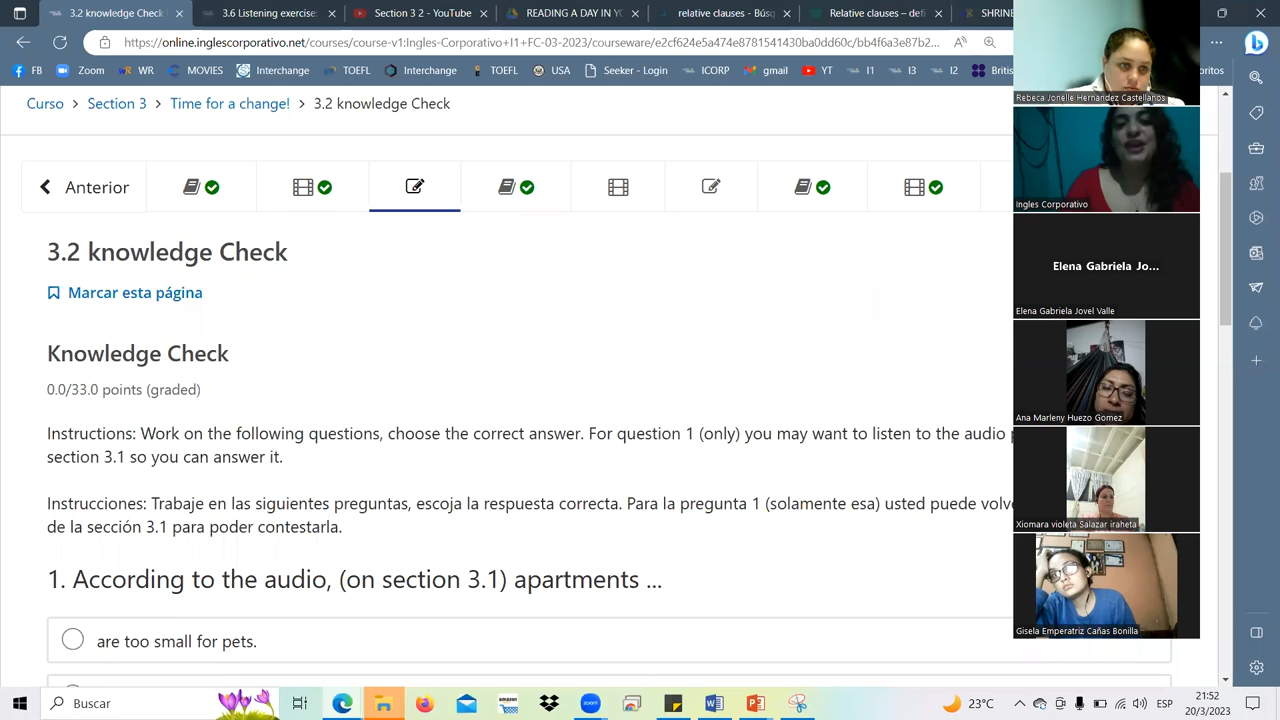 3.2 knowledge Check
3.6 Listening exercise
Section 3 2 - YouTube
READING A DAY IN YO
relative clauses - Búsq
Relative clauses – defi
SHRINE
https://online.inglescorporativo.net/courses/course-v1:Ingles-Corporativo+I1+FC-03-2023/courseware/e2cf624e5a474e8781541430ba0dd60c/bb4f6a3e87b2...
FB
Zoom
WR
MOVIES
Interchange
TOEFL
Interchange
TOEFL
USA
Seeker - Login
ICORP
gmail
YT
I1
I3
I2
Britis
oritos
Curso > Section 3 > Time for a change! > 3.2 knowledge Check
Anterior
3.2 knowledge Check
Marcar esta página
Knowledge Check
0.0/33.0 points (graded)
Instructions: Work on the following questions, choose the correct answer. For question 1 (only) you may want to listen to the audio p
section 3.1 so you can answer it.
Instrucciones: Trabaje en las siguientes preguntas, escoja la respuesta correcta. Para la pregunta 1 (solamente esa) usted puede volve
de la sección 3.1 para poder contestarla.
1. According to the audio, (on section 3.1) apartments ...
are too small for pets.
Rebeca Jonelle Hernandez Castellanos
Ingles Corporativo
Elena Gabriela Jo...
Elena Gabriela Jovel Valle
Ana Marleny Huezo Gomez
Xiomara violeta Salazar iraheta
Gisela Emperatriz Cañas Bonilla
Buscar
amazon
zoom
23°C
ESP
21:52
20/3/2023